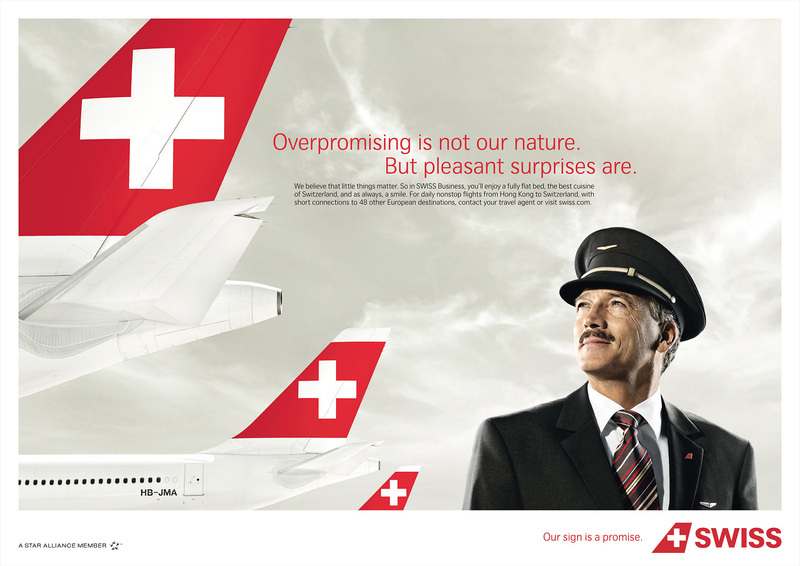 Overpromising is not our nature.
But pleasant surprises are.
We believe that little things matter. So in SWISS Business, you'll enjoy a fully flat bed, the best cuisine
of Switzerland, and as always, a smile. For daily nonstop flights from Hong Kong to Switzerland, with
short connections to 48 other European destinations, contact your travel agent or visit swiss.com.
HB-JMA
Our sign is a promise.
SWISS
A STAR ALLIANCE MEMBER